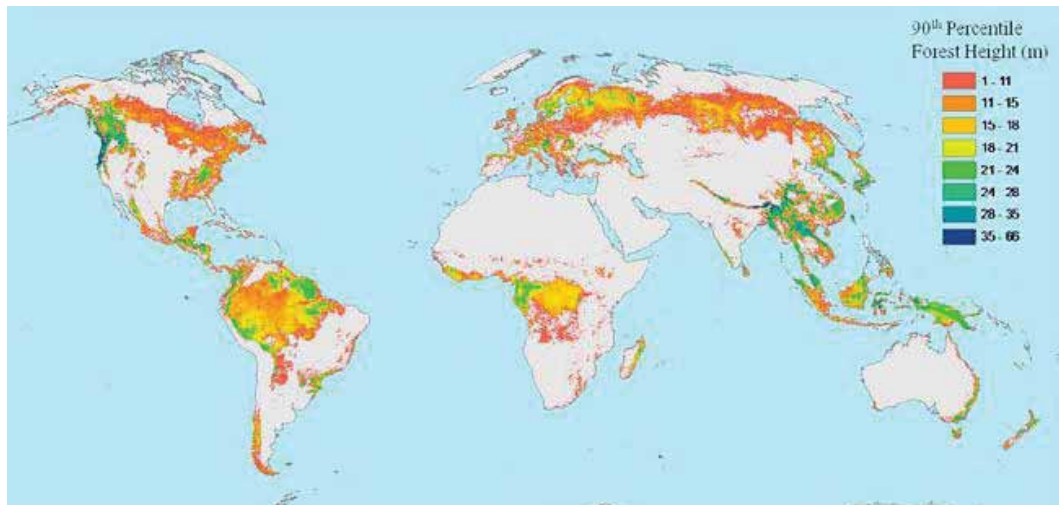 90th Percentile
Forest Height (m)
1 - 11
11 - 15
15 - 18
18 - 21
21 - 24
24 28
28 - 35
35 - 66